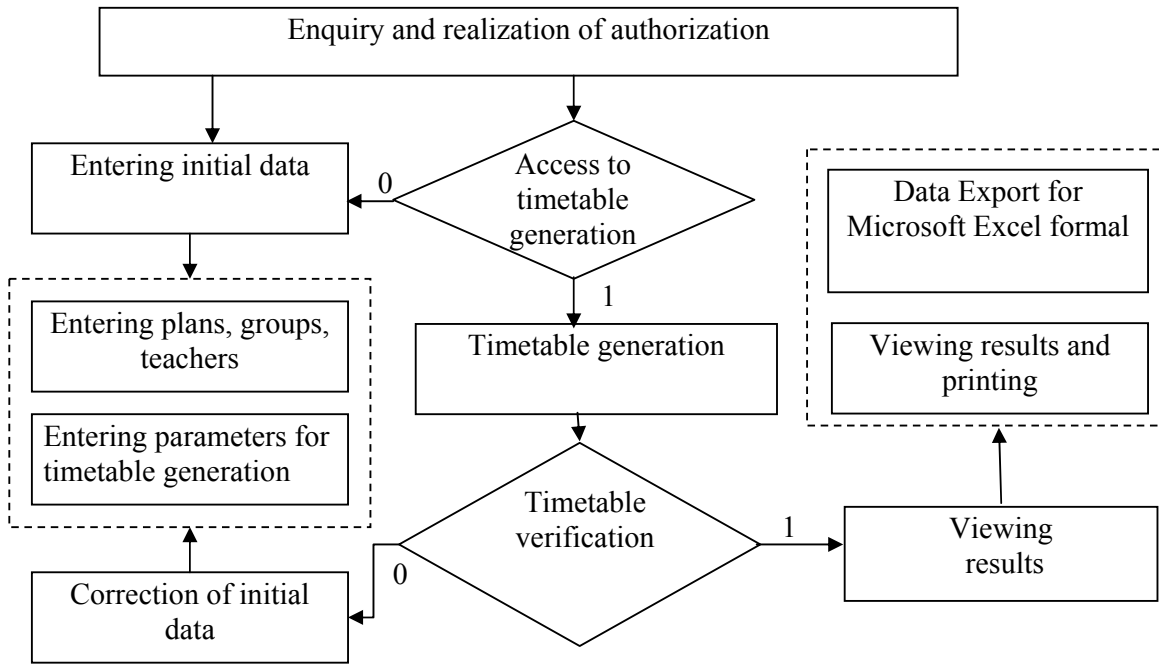 Enquiry and realization of authorization
Entering initial data
0
Access to
timetable
generation
1
Data Export for
Microsoft Excel formal
Entering plans, groups,
teachers
Timetable generation
Viewing results and
printing
Entering parameters for
timetable generation
Timetable
verification
0
1
Viewing
results
Correction of initial
data